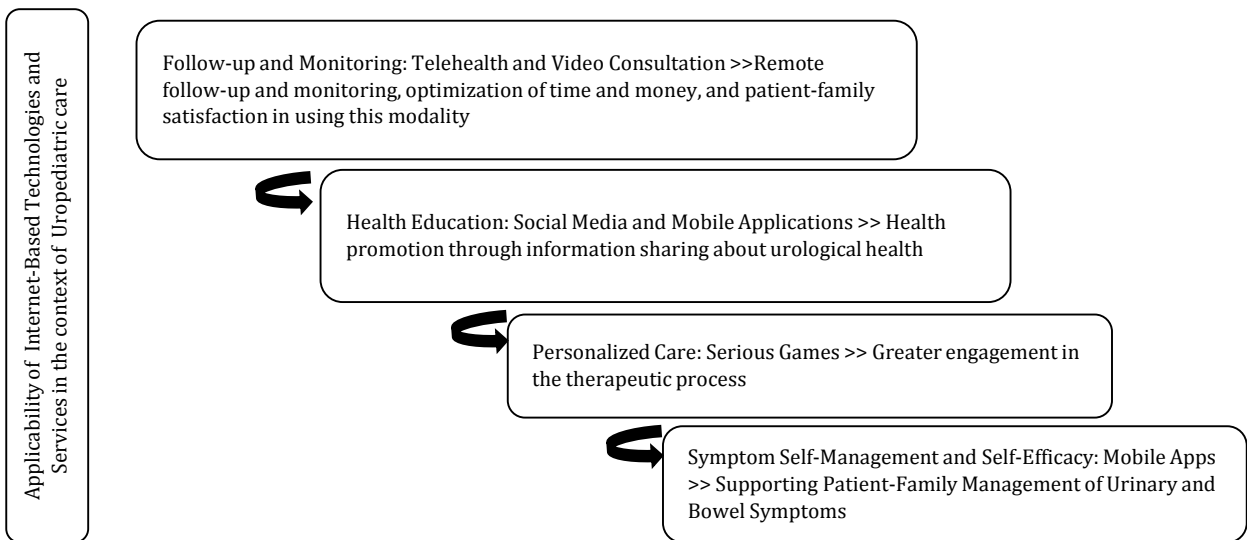 Applicability of Internet-Based Technologies and
Services in the context of Uropediatric care
Follow-up and Monitoring: Telehealth and Video Consultation >>Remote
follow-up and monitoring, optimization of time and money, and patient-family
satisfaction in using this modality
Health Education: Social Media and Mobile Applications >> Health
promotion through information sharing about urological health
Personalized Care: Serious Games >> Greater engagement in
the therapeutic process
Symptom Self-Management and Self-Efficacy: Mobile Apps
>> Supporting Patient-Family Management of Urinary and
Bowel Symptoms